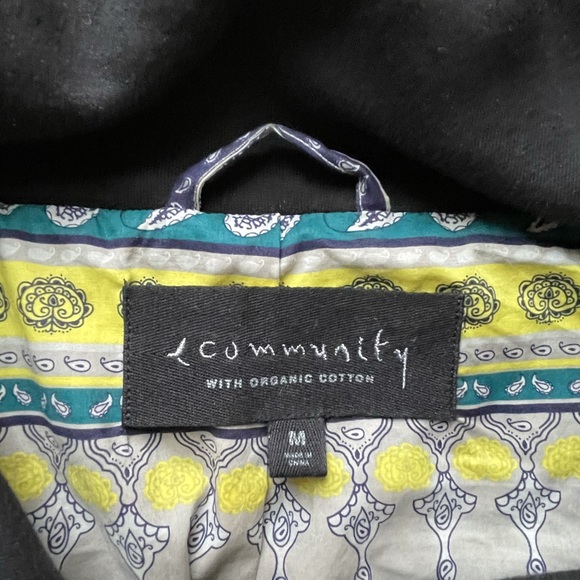 community
WITH ORGANIC COTTON
M
MADE IN
CHINA